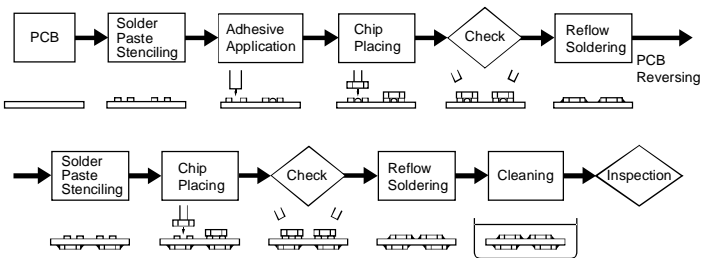 PCB
Solder
Paste
Stenciling
Adhesive
Application
Chip
Placing
Check
Reflow
Soldering
PCB
Reversing
Solder
Paste
Stenciling
Chip
Placing
Check
Reflow
Soldering
Cleaning
Inspection